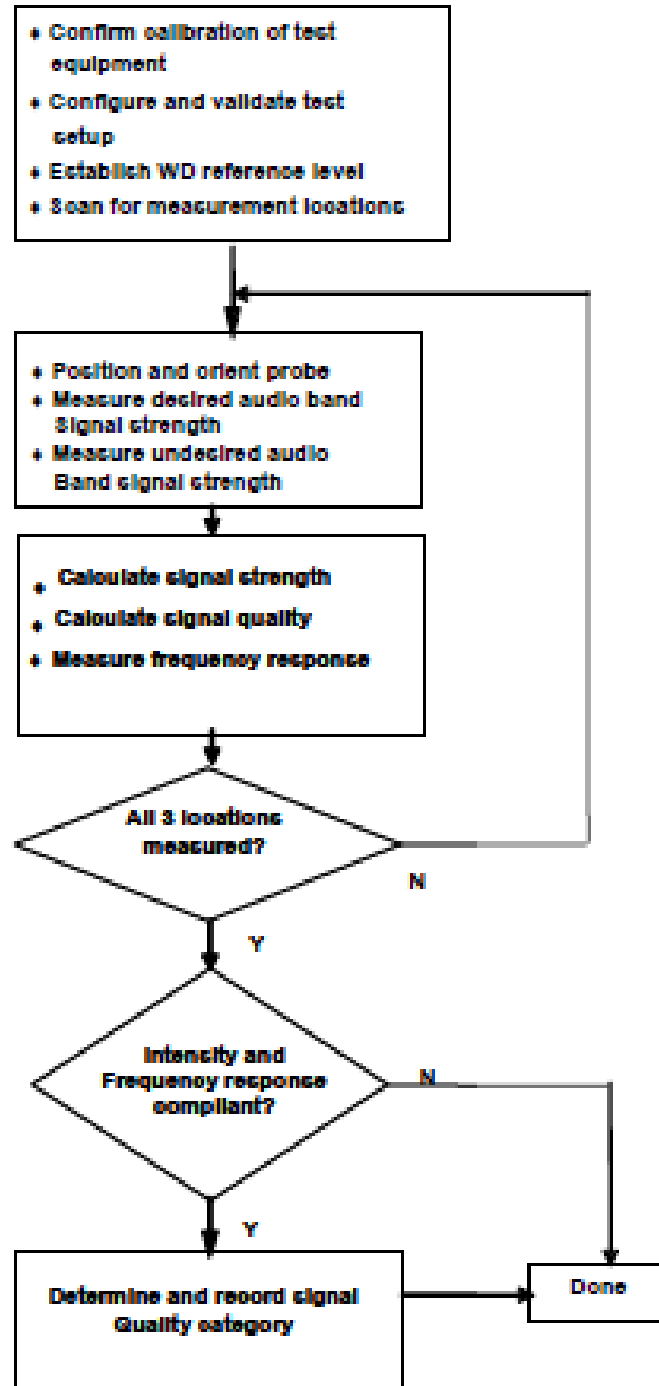 ♦ Confirm calibration of test
equipment
♦ Configure and validate test
setup
♦ Establish WD reference level
♦ Scan for measurement locations
♦ Position and orient probe
♦ Measure desired audio band
Signal strength
♦ Measure undesired audio
Band signal strength
♦ Calculate signal strength
♦ Calculate signal quality
♦ Measure frequency response
All 3 locations
measured?
N
Y
Intensity and
Frequency response
compliant?
N
Y
Determine and record signal
Quality category
Done